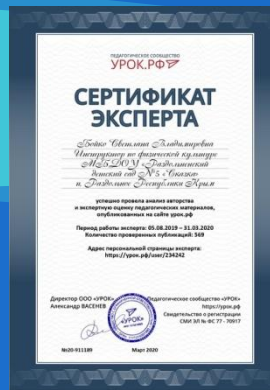 ПЕДАГОГИЧЕСКОЕ СООБЩЕСТВО
УРОК.РФ
СЕРТИФИКАТ
ЭКСПЕРТА
Бойко Светлана Владимировна
Инструктор по физической культуре
МБДОУ «Раздольненский
детский сад №5 «Сказка»
п. Раздольное Республики Крым
успешно провела анализ авторских
и экспертную оценку педагогических материалов,
опубликованных на сайте урок.рф
Период работы эксперта: 05.08.2019 – 31.03.2020
Количество проверенных публикаций: 569
Адрес персональной страницы эксперта:
https://урок.рф/user/234242
Директор ООО «УРОК»
Александр ВАСЕНЕВ
Педагогическое сообщество «УРОК»
https://урок.рф
Свидетельство о регистрации
СМИ ЭЛ № ФС 77 - 70917
«УРОК»
№20-911189
Март 2020